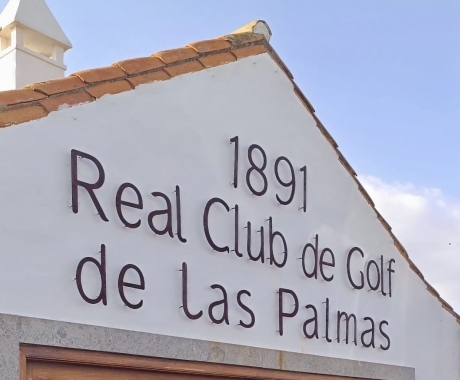 1891
Real Club de Golf
de Las Palmas